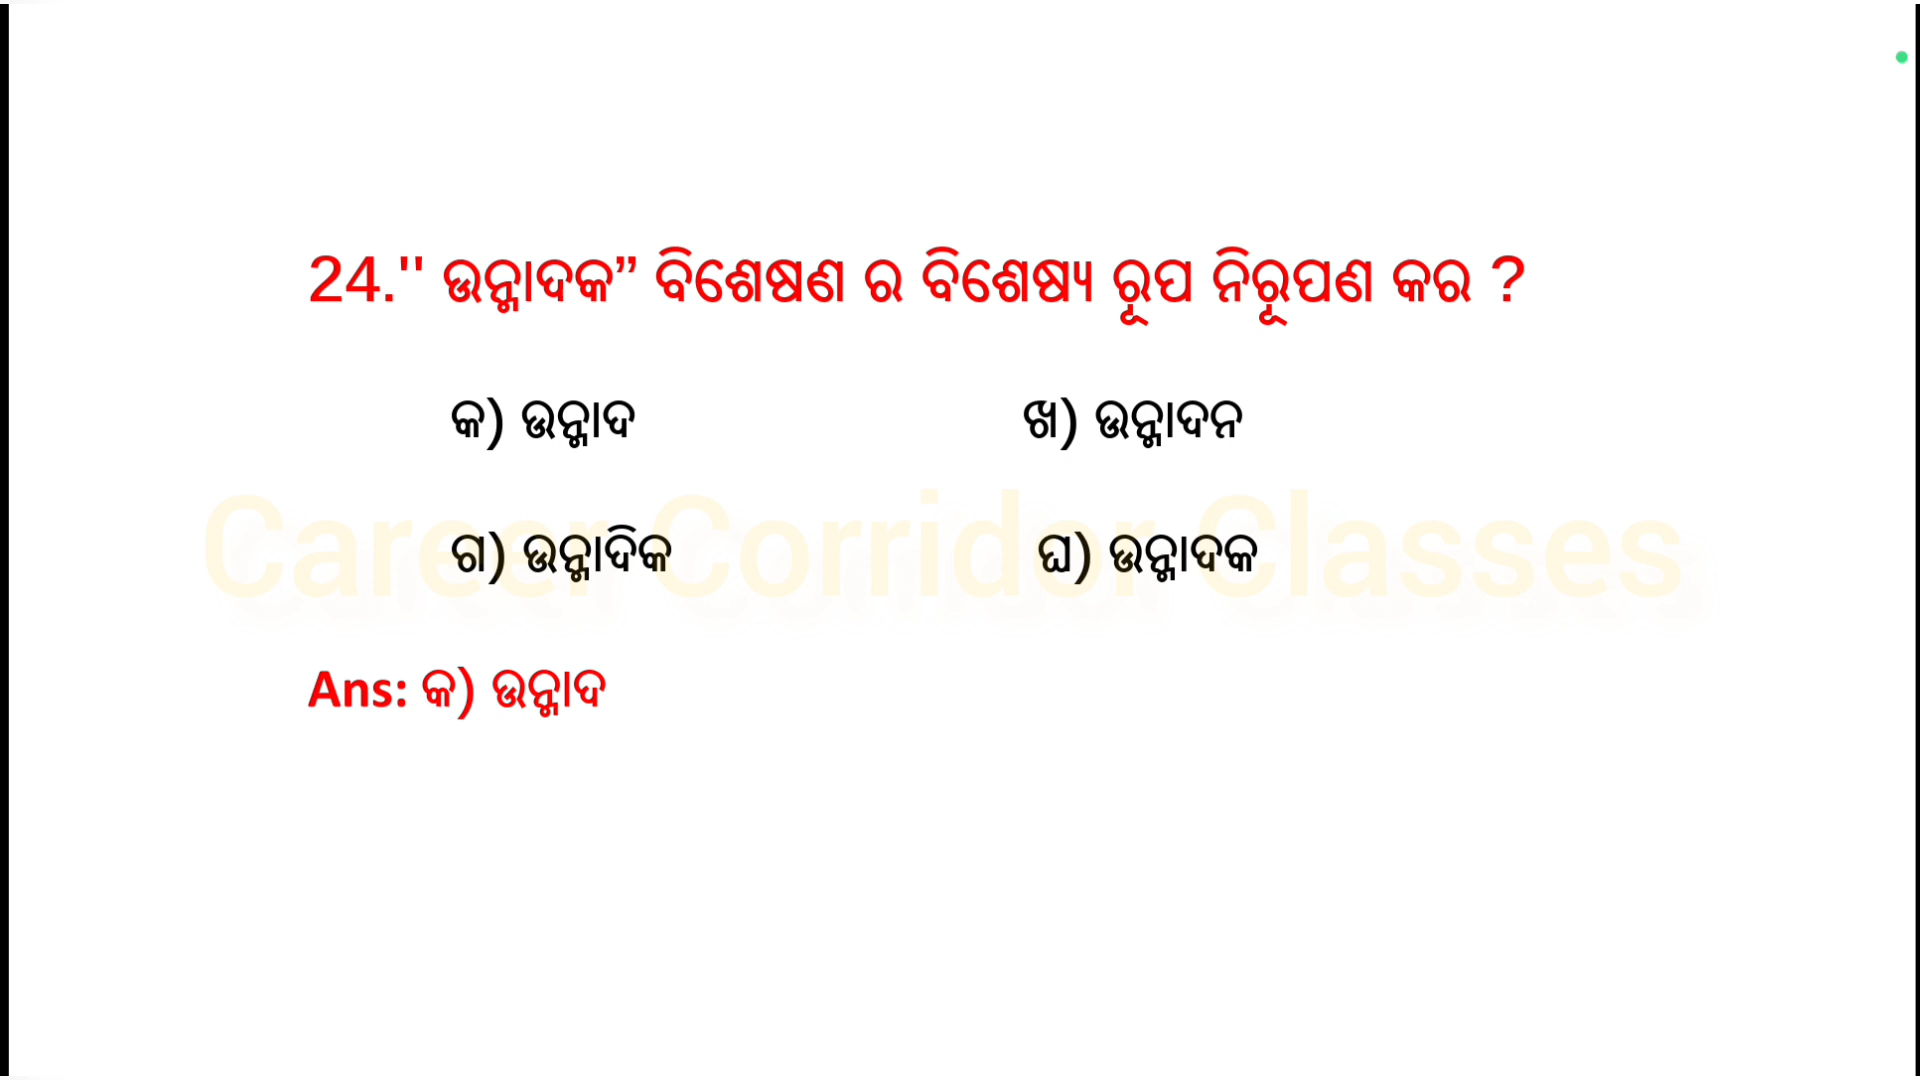 24.'' ଉନ୍ମାଦକ” ବିଶେଷଣ ର ବିଶେଷ୍ୟ ରୂପ ନିରୂପଣ କର ?
କ) ଉନ୍ମାଦ ଖ) ଉନ୍ମାଦନ
Career Corridor Classes
ଗ) ଉନ୍ମାଦିକ ଘ) ଉନ୍ମାଦକ
Ans: କ) ଉନ୍ମାଦ